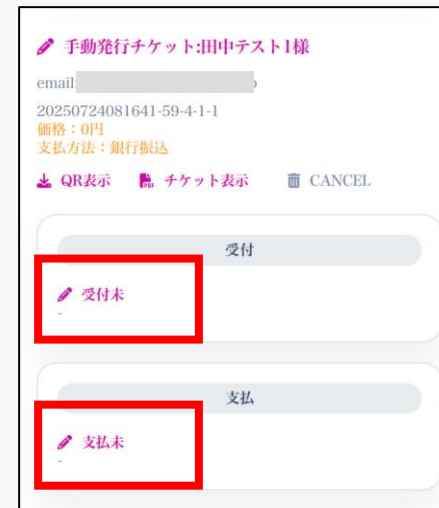 手動発行チケット:田中テスト1様
email:
20250724081641-59-4-1-1
価格：0円
支払方法：銀行振込
QR表示 チケット表示 CANCEL
受付
受付未
-
支払
支払未
-